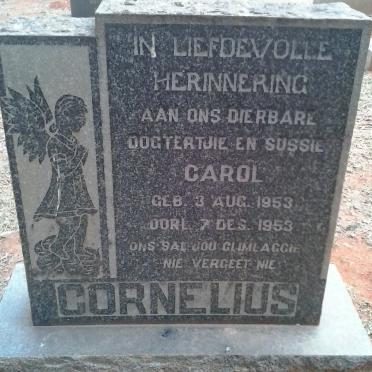 IN LIEFDEVOLLE
HERINNERING
AAN ONS DIERBARE
DOGTERTJIE EN SUSSIE
CAROL
GEB. 3 AUG. 1953
OORL. 7 DES. 1953
ONS SAL JOU GLIMLAGGIE
NIE VERGEET NIE
CORNELIUS